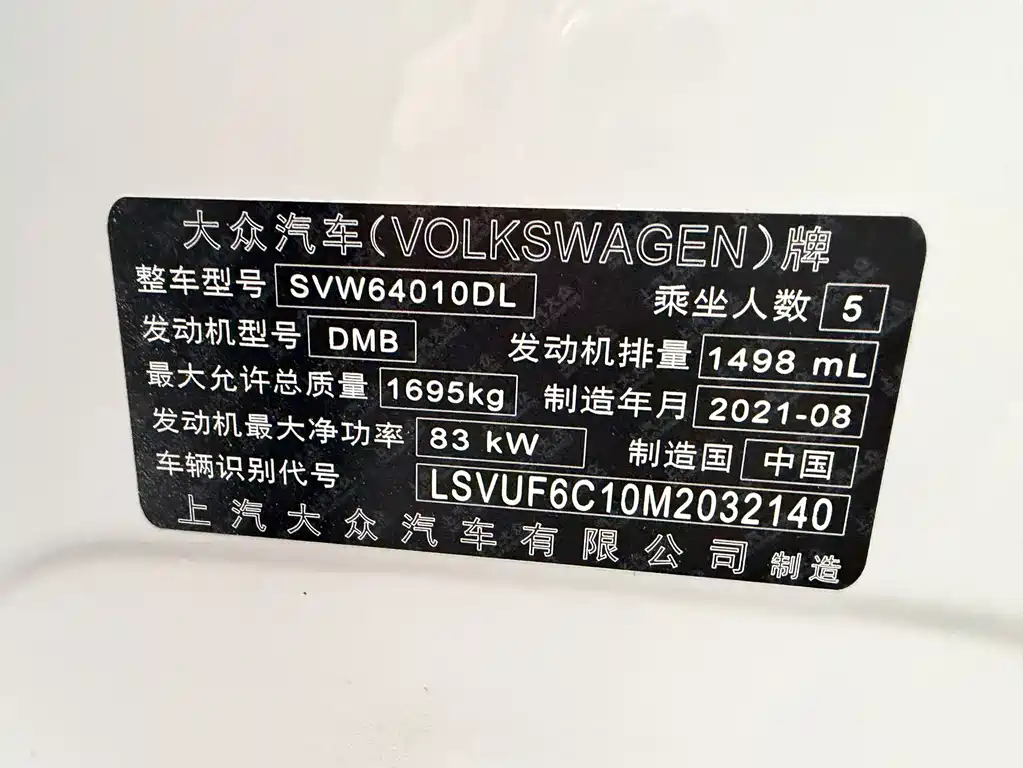 大众汽车(VOLKSWAGEN)牌
整车型号 SVW64010DL 乘坐人数 5
发动机型号 DMB 发动机排量 1498 mL
最大允许总质量 1695kg 制造年月 2021-08
发动机最大净功率 83 kW 制造国 中国
车辆识别代号 LSVUF6C10M2032140
上汽大众汽车有限公司 制造